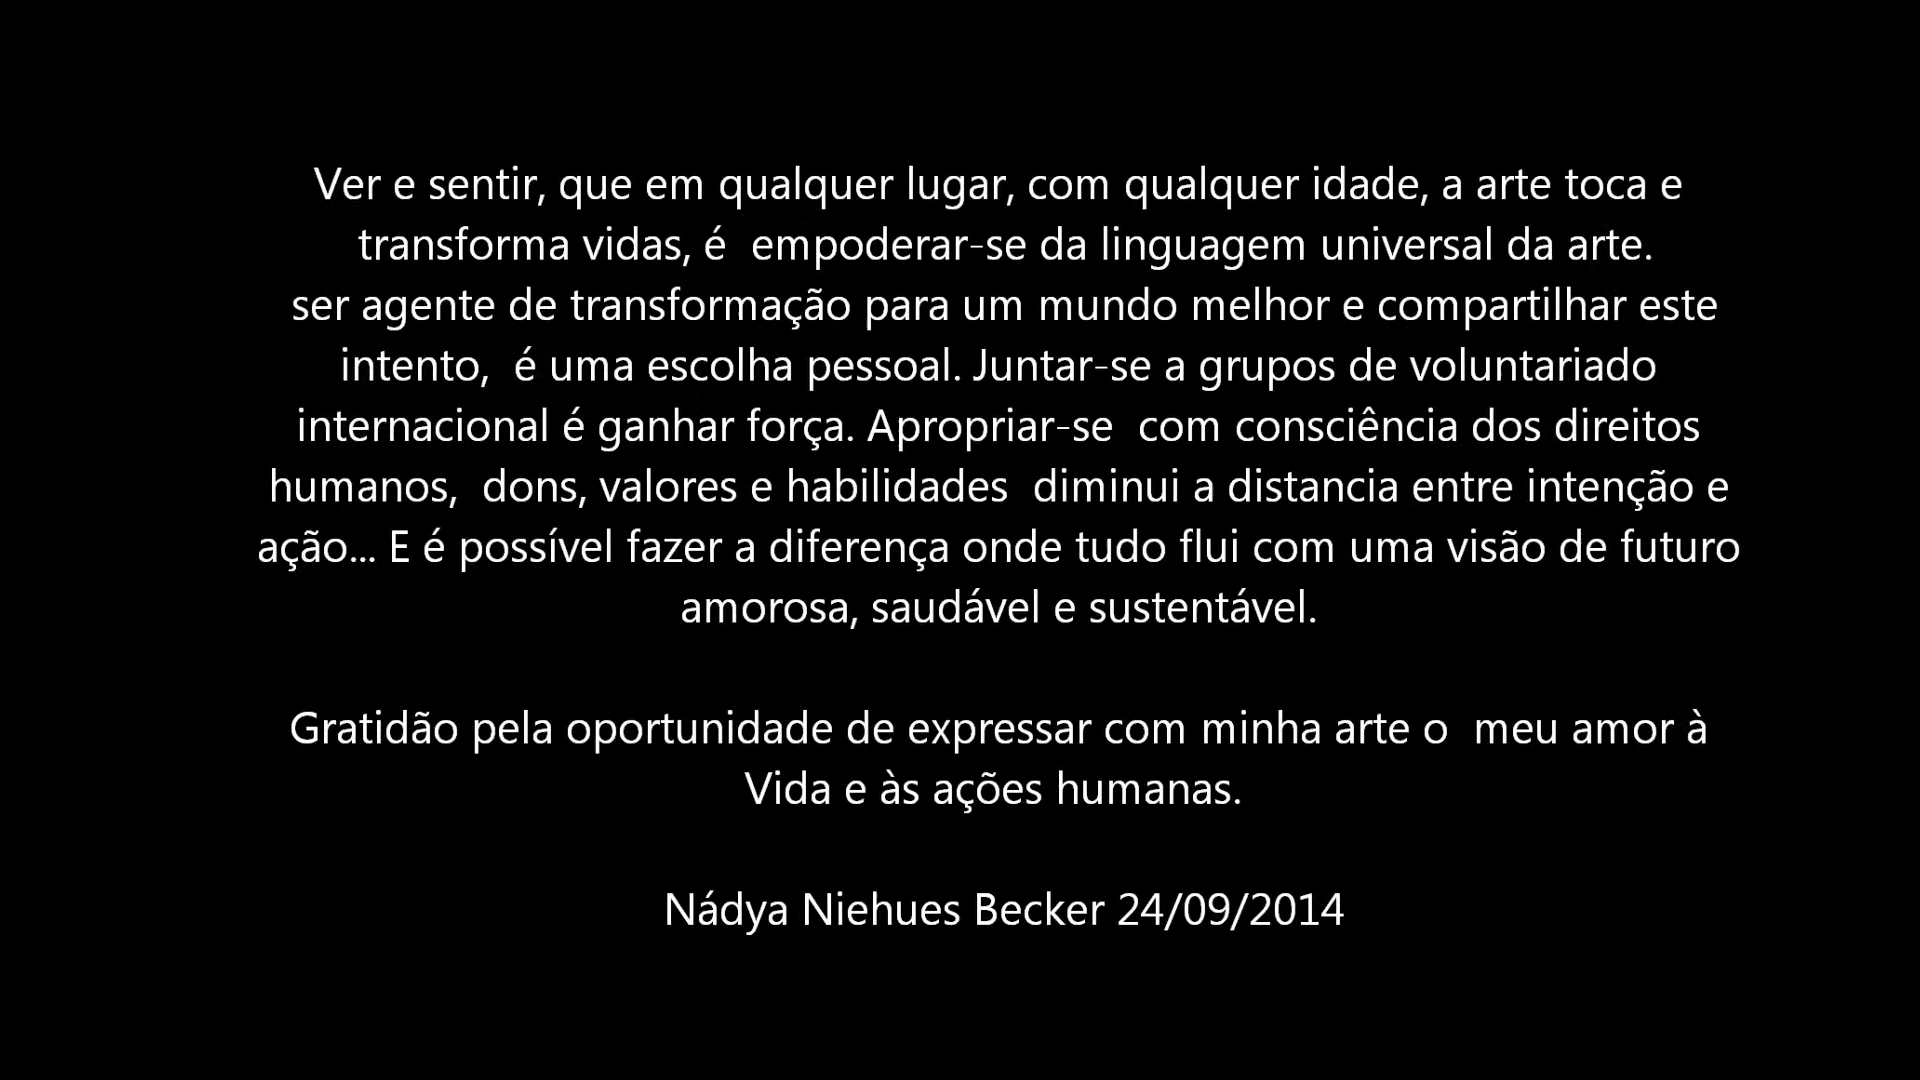 Ver e sentir, que em qualquer lugar, com qualquer idade, a arte toca e
transforma vidas, é  empoderar-se da linguagem universal da arte.
ser agente de transformação para um mundo melhor e compartilhar este
intento,  é uma escolha pessoal. Juntar-se a grupos de voluntariado
internacional é ganhar força. Apropriar-se  com consciência dos direitos
humanos,  dons, valores e habilidades  diminui a distancia entre intenção e
ação... E é possível fazer a diferença onde tudo flui com uma visão de futuro
amorosa, saudável e sustentável.
Gratidão pela oportunidade de expressar com minha arte o  meu amor à
Vida e às ações humanas.
Nádya Niehues Becker 24/09/2014